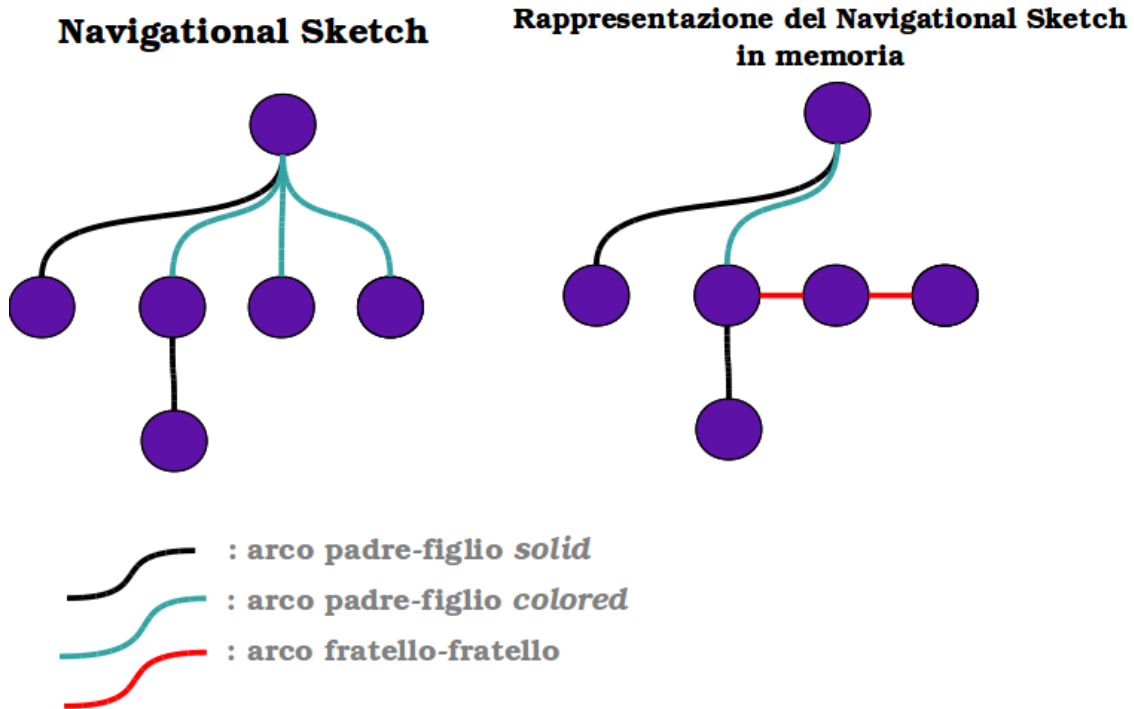 Navigational Sketch
Rappresentazione del Navigational Sketch
in memoria
: arco padre-figlio solid
: arco padre-figlio colored
: arco fratello-fratello